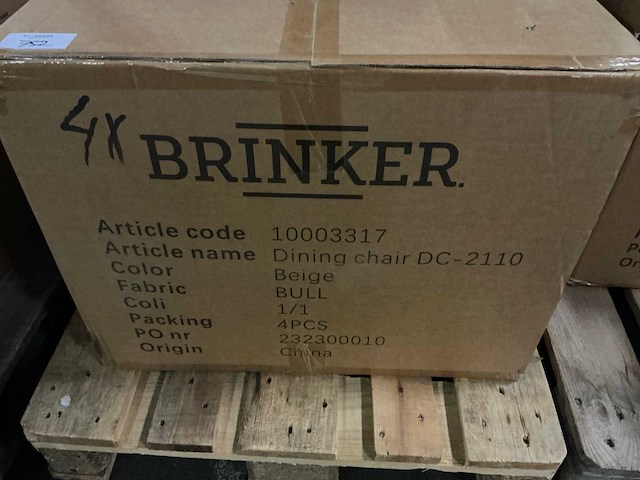 4X
BRINKER.
Article code 10003317
Article name Dining chair DC-2110
Color Beige
Fabric BULL
Coli 1/1
Packing 4PCS
PO nr 232300010
Origin China